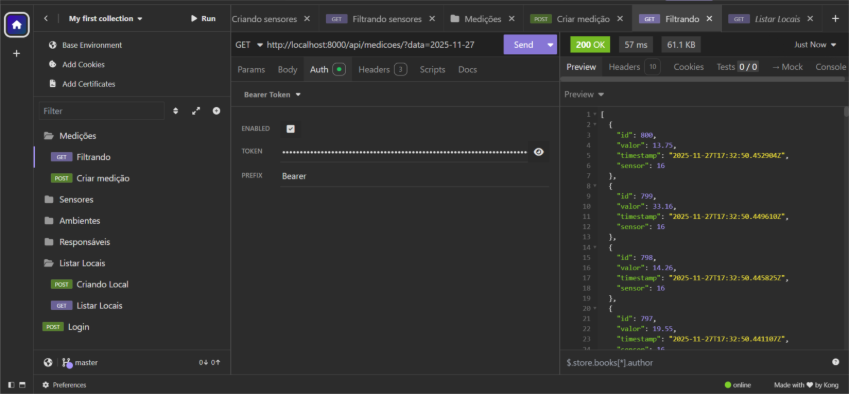 My first collection
Run
Base Environment
Add Cookies
Add Certificates
Filter
Medições
GET Filtrando
POST Criar medição
Sensores
Ambientes
Responsáveis
Listar Locais
POST Criando Local
GET Listar Locais
POST Login
master
0↓ 0↑
Preferences
Criando sensores
GET Filtrando sensores
Medições
POST Criar medição
GET Filtrando
GET Listar Locais
GET http://localhost:8000/api/medicoes/?data=2025-11-27
Send
Params Body Auth Headers 3 Scripts Docs
Bearer Token
ENABLED
TOKEN
PREFIX Bearer
200 OK 57 ms 61.1 KB Just Now
Preview Headers 10 Cookies Tests 0 / 0 → Mock Console
Preview
1 [
2 {
3 "id": 800,
4 "valor": 13.75,
5 "timestamp": "2025-11-27T17:32:50.452904Z",
6 "sensor": 16
7 },
8 {
9 "id": 799,
10 "valor": 33.16,
11 "timestamp": "2025-11-27T17:32:50.449610Z",
12 "sensor": 16
13 },
14 {
15 "id": 798,
16 "valor": 14.26,
17 "timestamp": "2025-11-27T17:32:50.445825Z",
18 "sensor": 16
19 },
20 {
21 "id": 797,
22 "valor": 19.55,
23 "timestamp": "2025-11-27T17:32:50.441107Z",
24 "sensor": 16
$.store.books[*].author
online
Made with ♥ by Kong